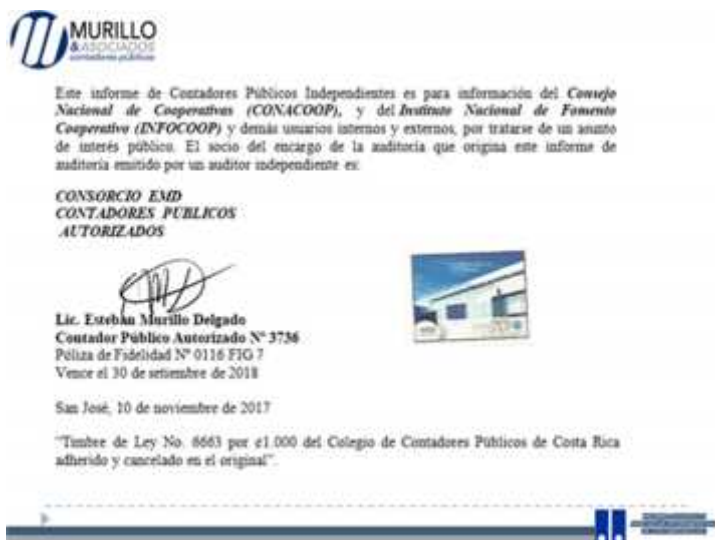 MURILLO
&ASOCIADOS
contadores públicos
Este informe de Contadores Públicos Independientes es para información del Consejo
Nacional de Cooperativas (CONACOOP), y del Instituto Nacional de Fomento
Cooperativo (INFOCOOP) y demás usuarios internos y externos, por tratarse de un asunto
de interés público. El socio del encargo de la auditoría que origina este informe de
auditoría emitido por un auditor independiente es:
CONSORCIO EMD
CONTADORES PUBLICOS
AUTORIZADOS
Lic. Esteban Murillo Delgado
Contador Público Autorizado N° 3736
Póliza de Fidelidad N° 0116 FIG 7
Vence el 30 de setiembre de 2018
San José, 10 de noviembre de 2017
"Timbre de Ley No. 6663 por ¢1.000 del Colegio de Contadores Públicos de Costa Rica
adherido y cancelado en el original".